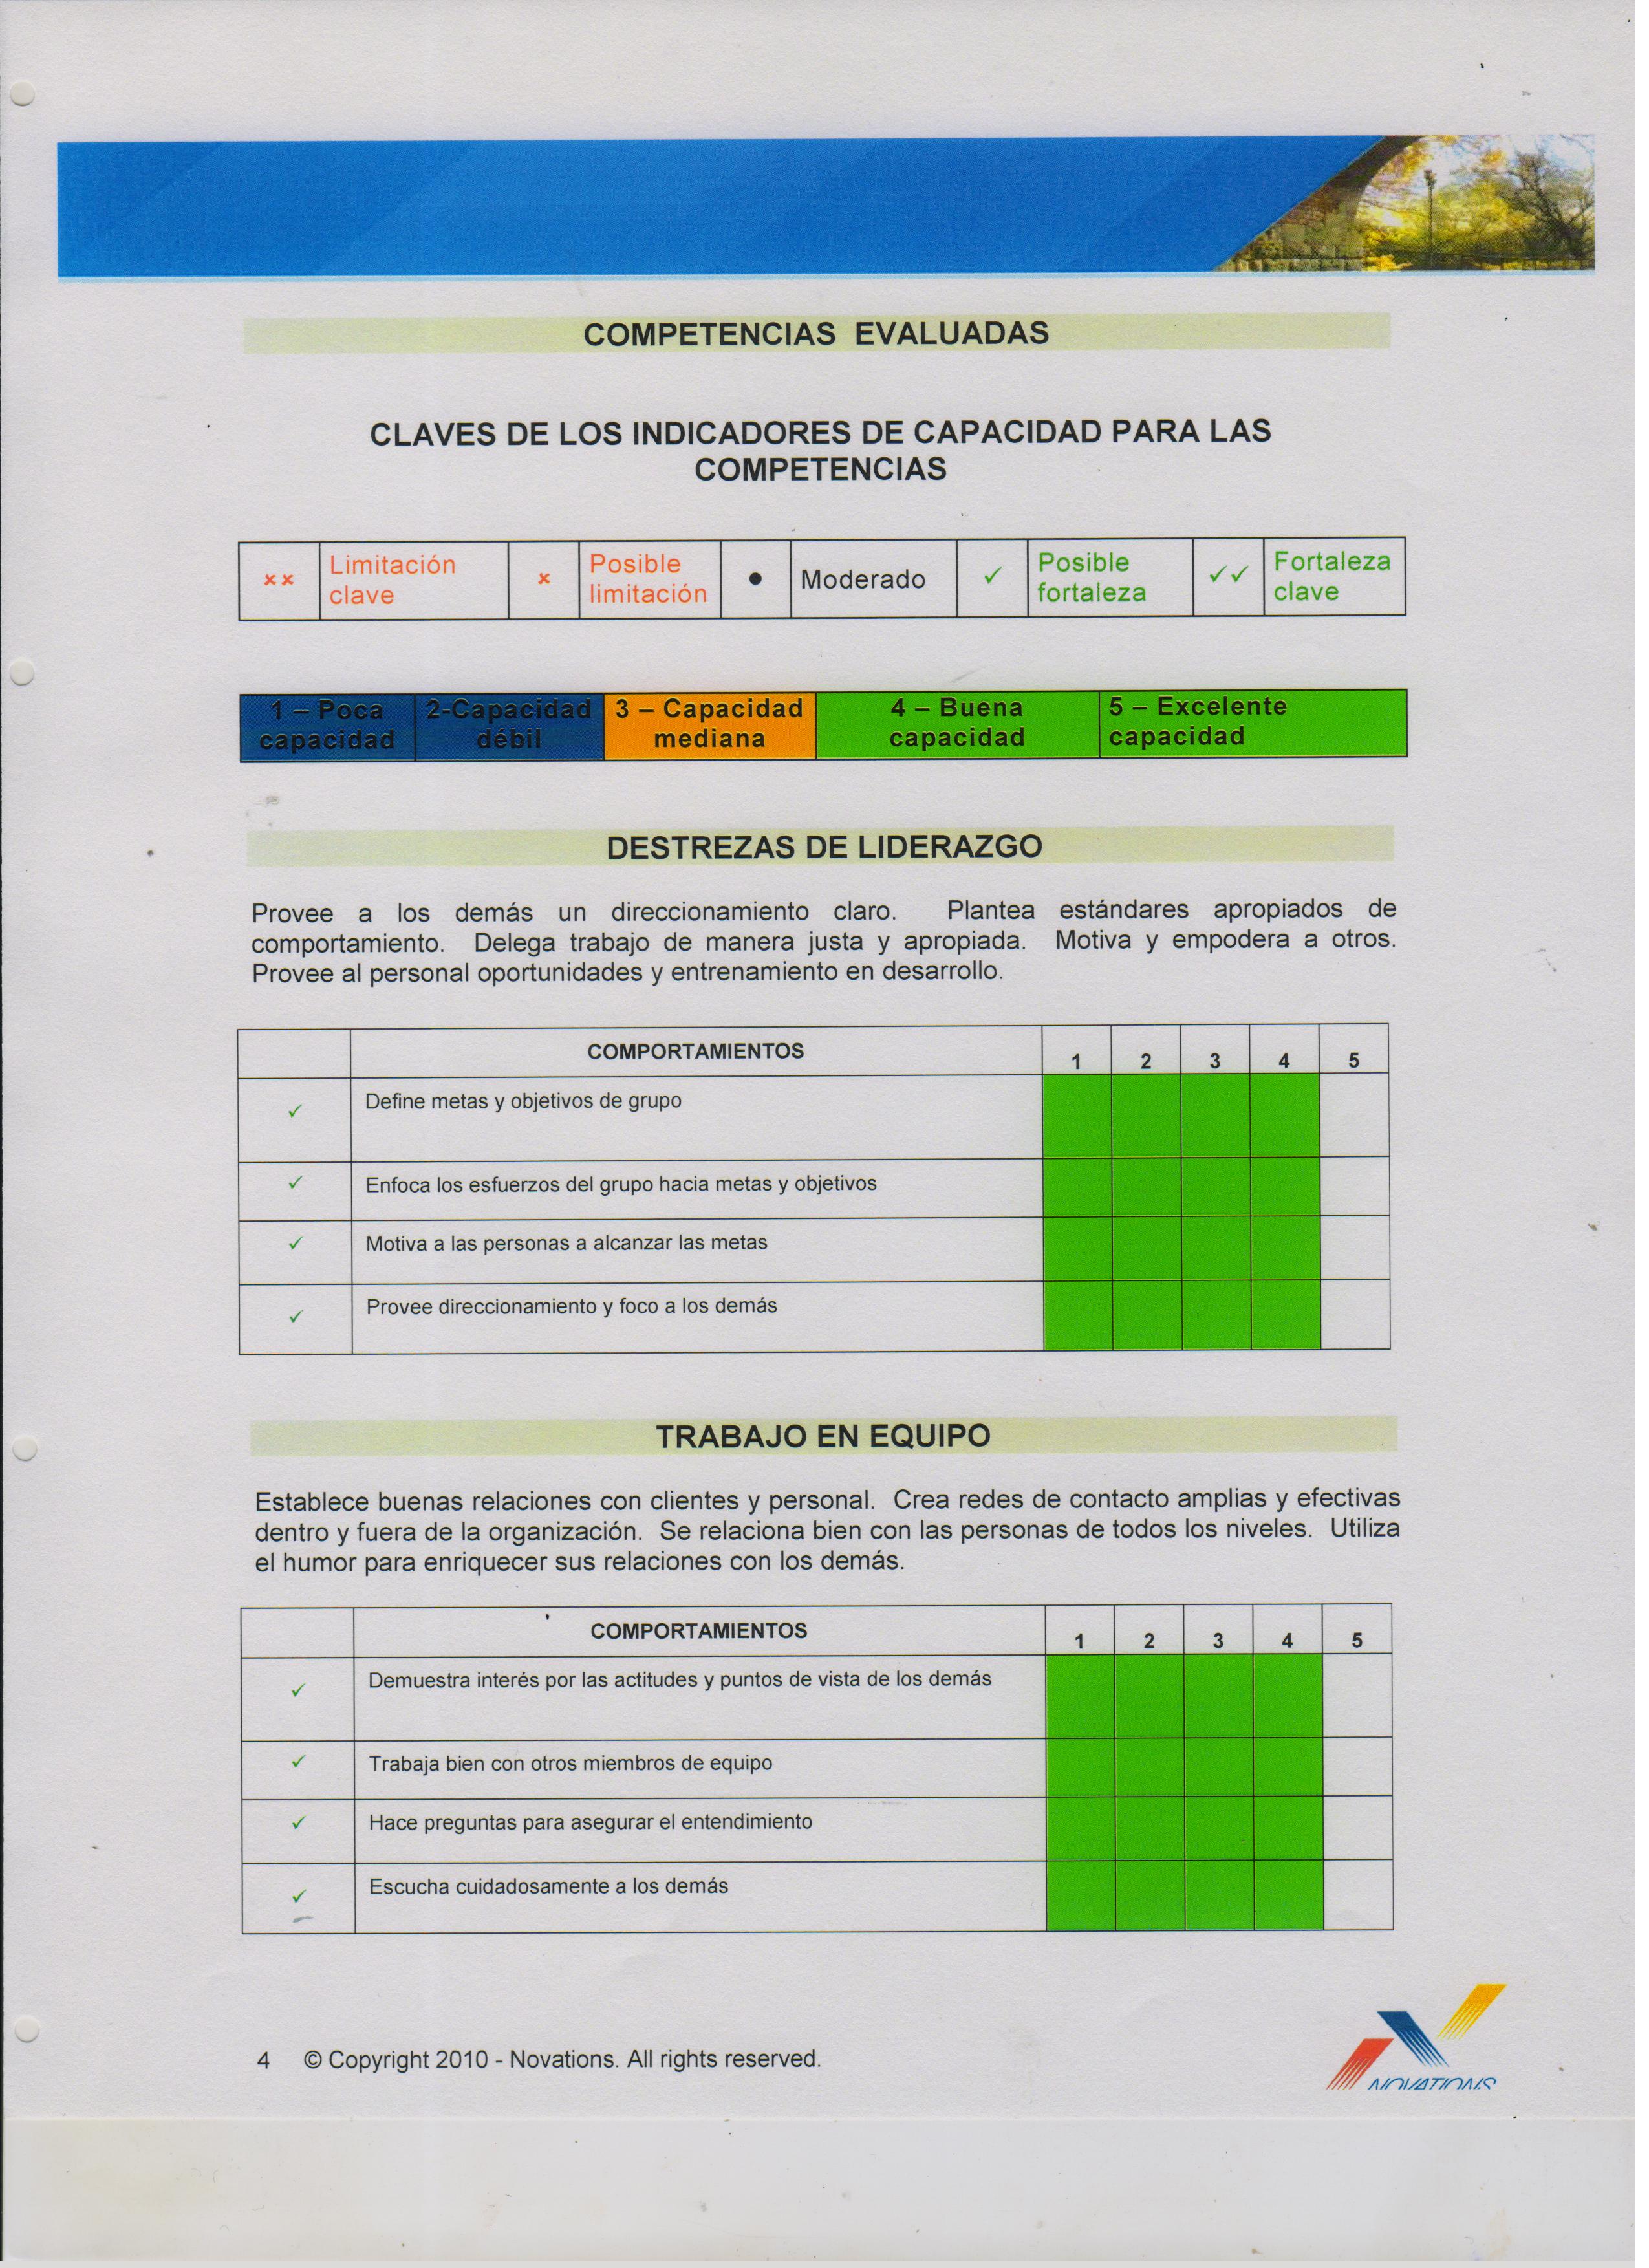 COMPETENCIAS EVALUADAS
CLAVES DE LOS INDICADORES DE CAPACIDAD PARA LAS
COMPETENCIAS
×× Limitación clave × Posible limitación ● Moderado ✓ Posible fortaleza ✓✓ Fortaleza clave
1 – Poca capacidad 2-Capacidad débil 3 – Capacidad mediana 4 – Buena capacidad 5 – Excelente capacidad
DESTREZAS DE LIDERAZGO
Provee a los demás un direccionamiento claro. Plantea estándares apropiados de
comportamiento. Delega trabajo de manera justa y apropiada. Motiva y empodera a otros.
Provee al personal oportunidades y entrenamiento en desarrollo.
COMPORTAMIENTOS 1 2 3 4 5
✓ Define metas y objetivos de grupo
✓ Enfoca los esfuerzos del grupo hacia metas y objetivos
✓ Motiva a las personas a alcanzar las metas
✓ Provee direccionamiento y foco a los demás
TRABAJO EN EQUIPO
Establece buenas relaciones con clientes y personal. Crea redes de contacto amplias y efectivas
dentro y fuera de la organización. Se relaciona bien con las personas de todos los niveles. Utiliza
el humor para enriquecer sus relaciones con los demás.
COMPORTAMIENTOS 1 2 3 4 5
✓ Demuestra interés por las actitudes y puntos de vista de los demás
✓ Trabaja bien con otros miembros de equipo
✓ Hace preguntas para asegurar el entendimiento
✓ Escucha cuidadosamente a los demás
4 © Copyright 2010 - Novations. All rights reserved.
NOVATIONS